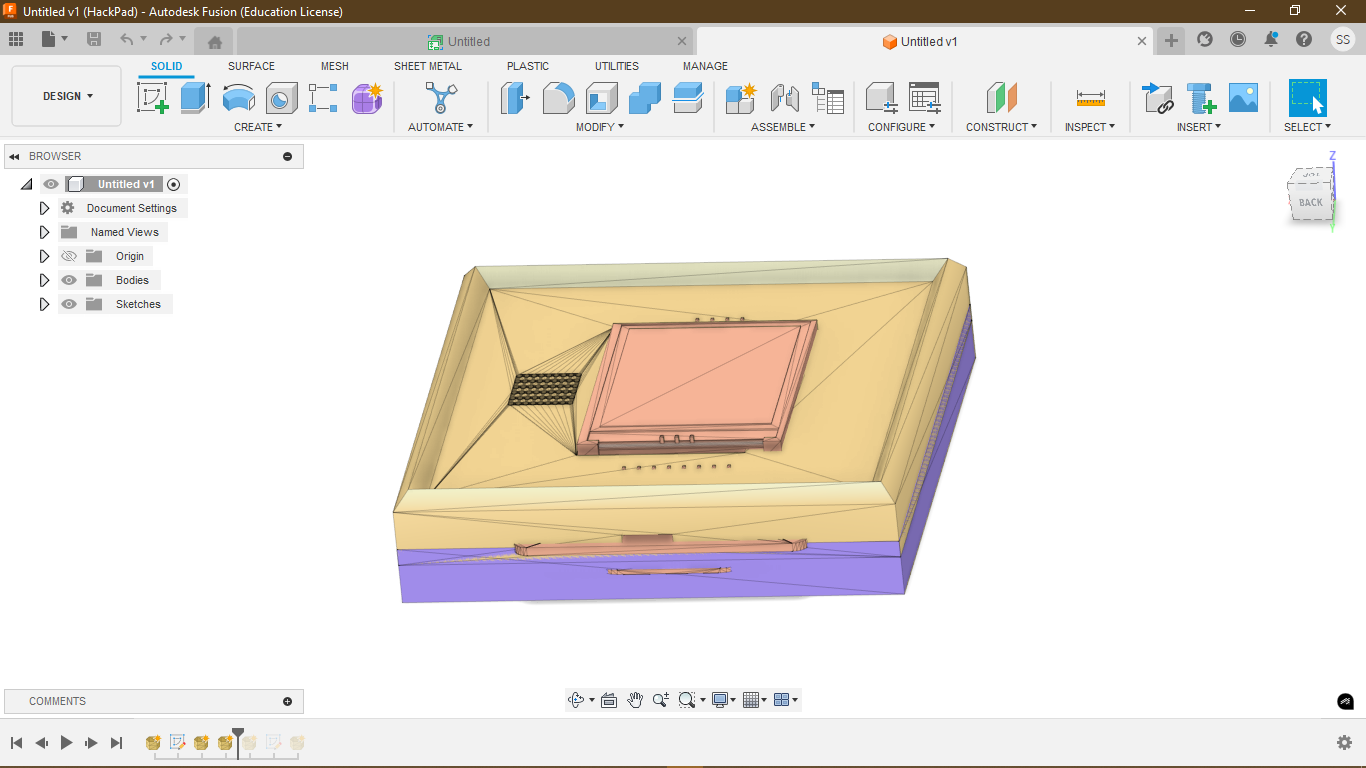 Untitled v1 (HackPad) - Autodesk Fusion (Education License)
Untitled
Untitled v1
SS
SOLID
SURFACE
MESH
SHEET METAL
PLASTIC
UTILITIES
MANAGE
DESIGN
CREATE
AUTOMATE
MODIFY
ASSEMBLE
CONFIGURE
CONSTRUCT
INSPECT
INSERT
SELECT
BROWSER
Untitled v1
Document Settings
Named Views
Origin
Bodies
Sketches
Z
BACK
Y
COMMENTS